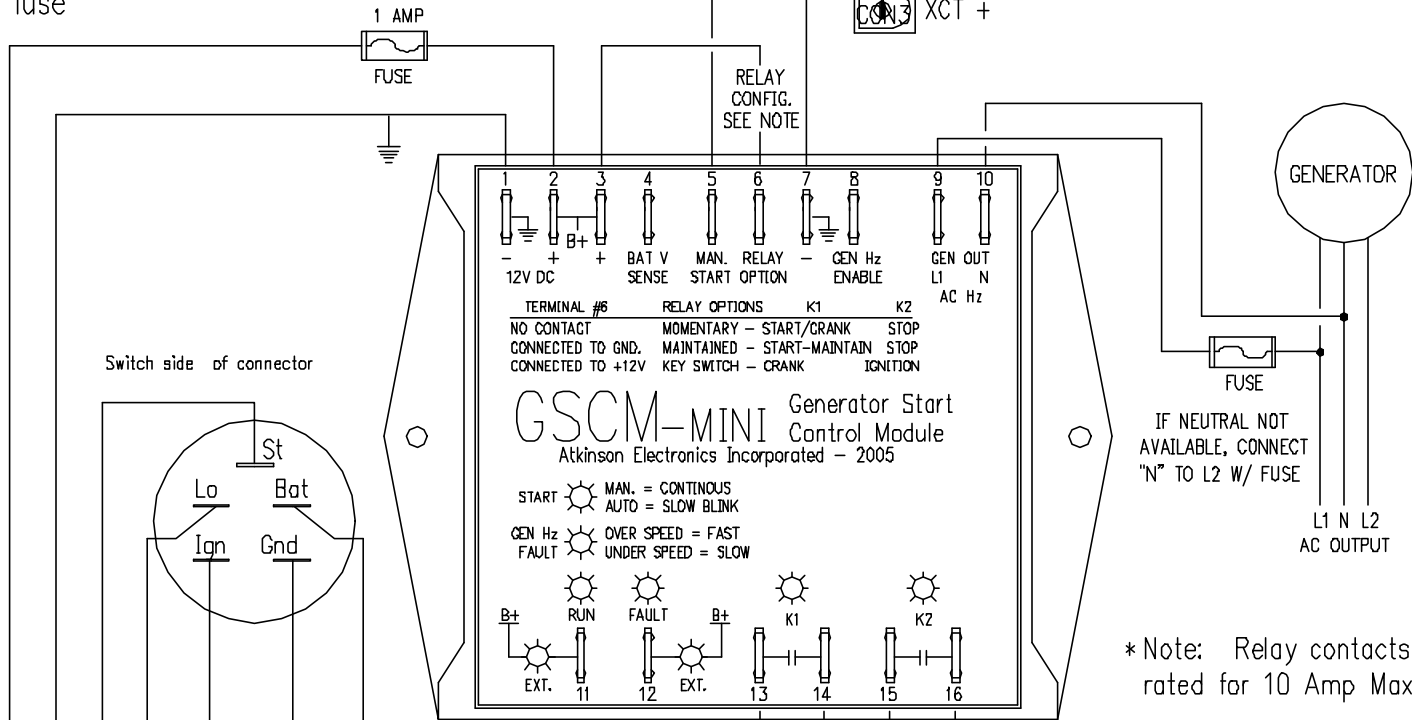 fuse
1 AMP
FUSE
CON3 XCT +
RELAY
CONFIG.
SEE NOTE
GENERATOR
1 2 3 4 5 6 7 8 9 10
B+
- + + BAT V MAN. RELAY - GEN Hz GEN OUT
12V DC SENSE START OPTION ENABLE L1 N
AC Hz
TERMINAL #6 RELAY OPTIONS K1 K2
NO CONTACT MOMENTARY - START/CRANK STOP
CONNECTED TO GND. MAINTAINED - START-MAINTAIN STOP
CONNECTED TO +12V KEY SWITCH - CRANK IGNITION
GSCM-MINI Generator Start
Control Module
Atkinson Electronics Incorporated - 2005
START MAN. = CONTINOUS
AUTO = SLOW BLINK
GEN Hz OVER SPEED = FAST
FAULT UNDER SPEED = SLOW
B+ RUN FAULT B+ K1 K2
EXT. 11 12 EXT. 13 14 15 16
Switch side of connector
St
Lo Bat
Ign Gnd
FUSE
IF NEUTRAL NOT
AVAILABLE, CONNECT
"N" TO L2 W/ FUSE
L1 N L2
AC OUTPUT
* Note: Relay contacts
rated for 10 Amp Max